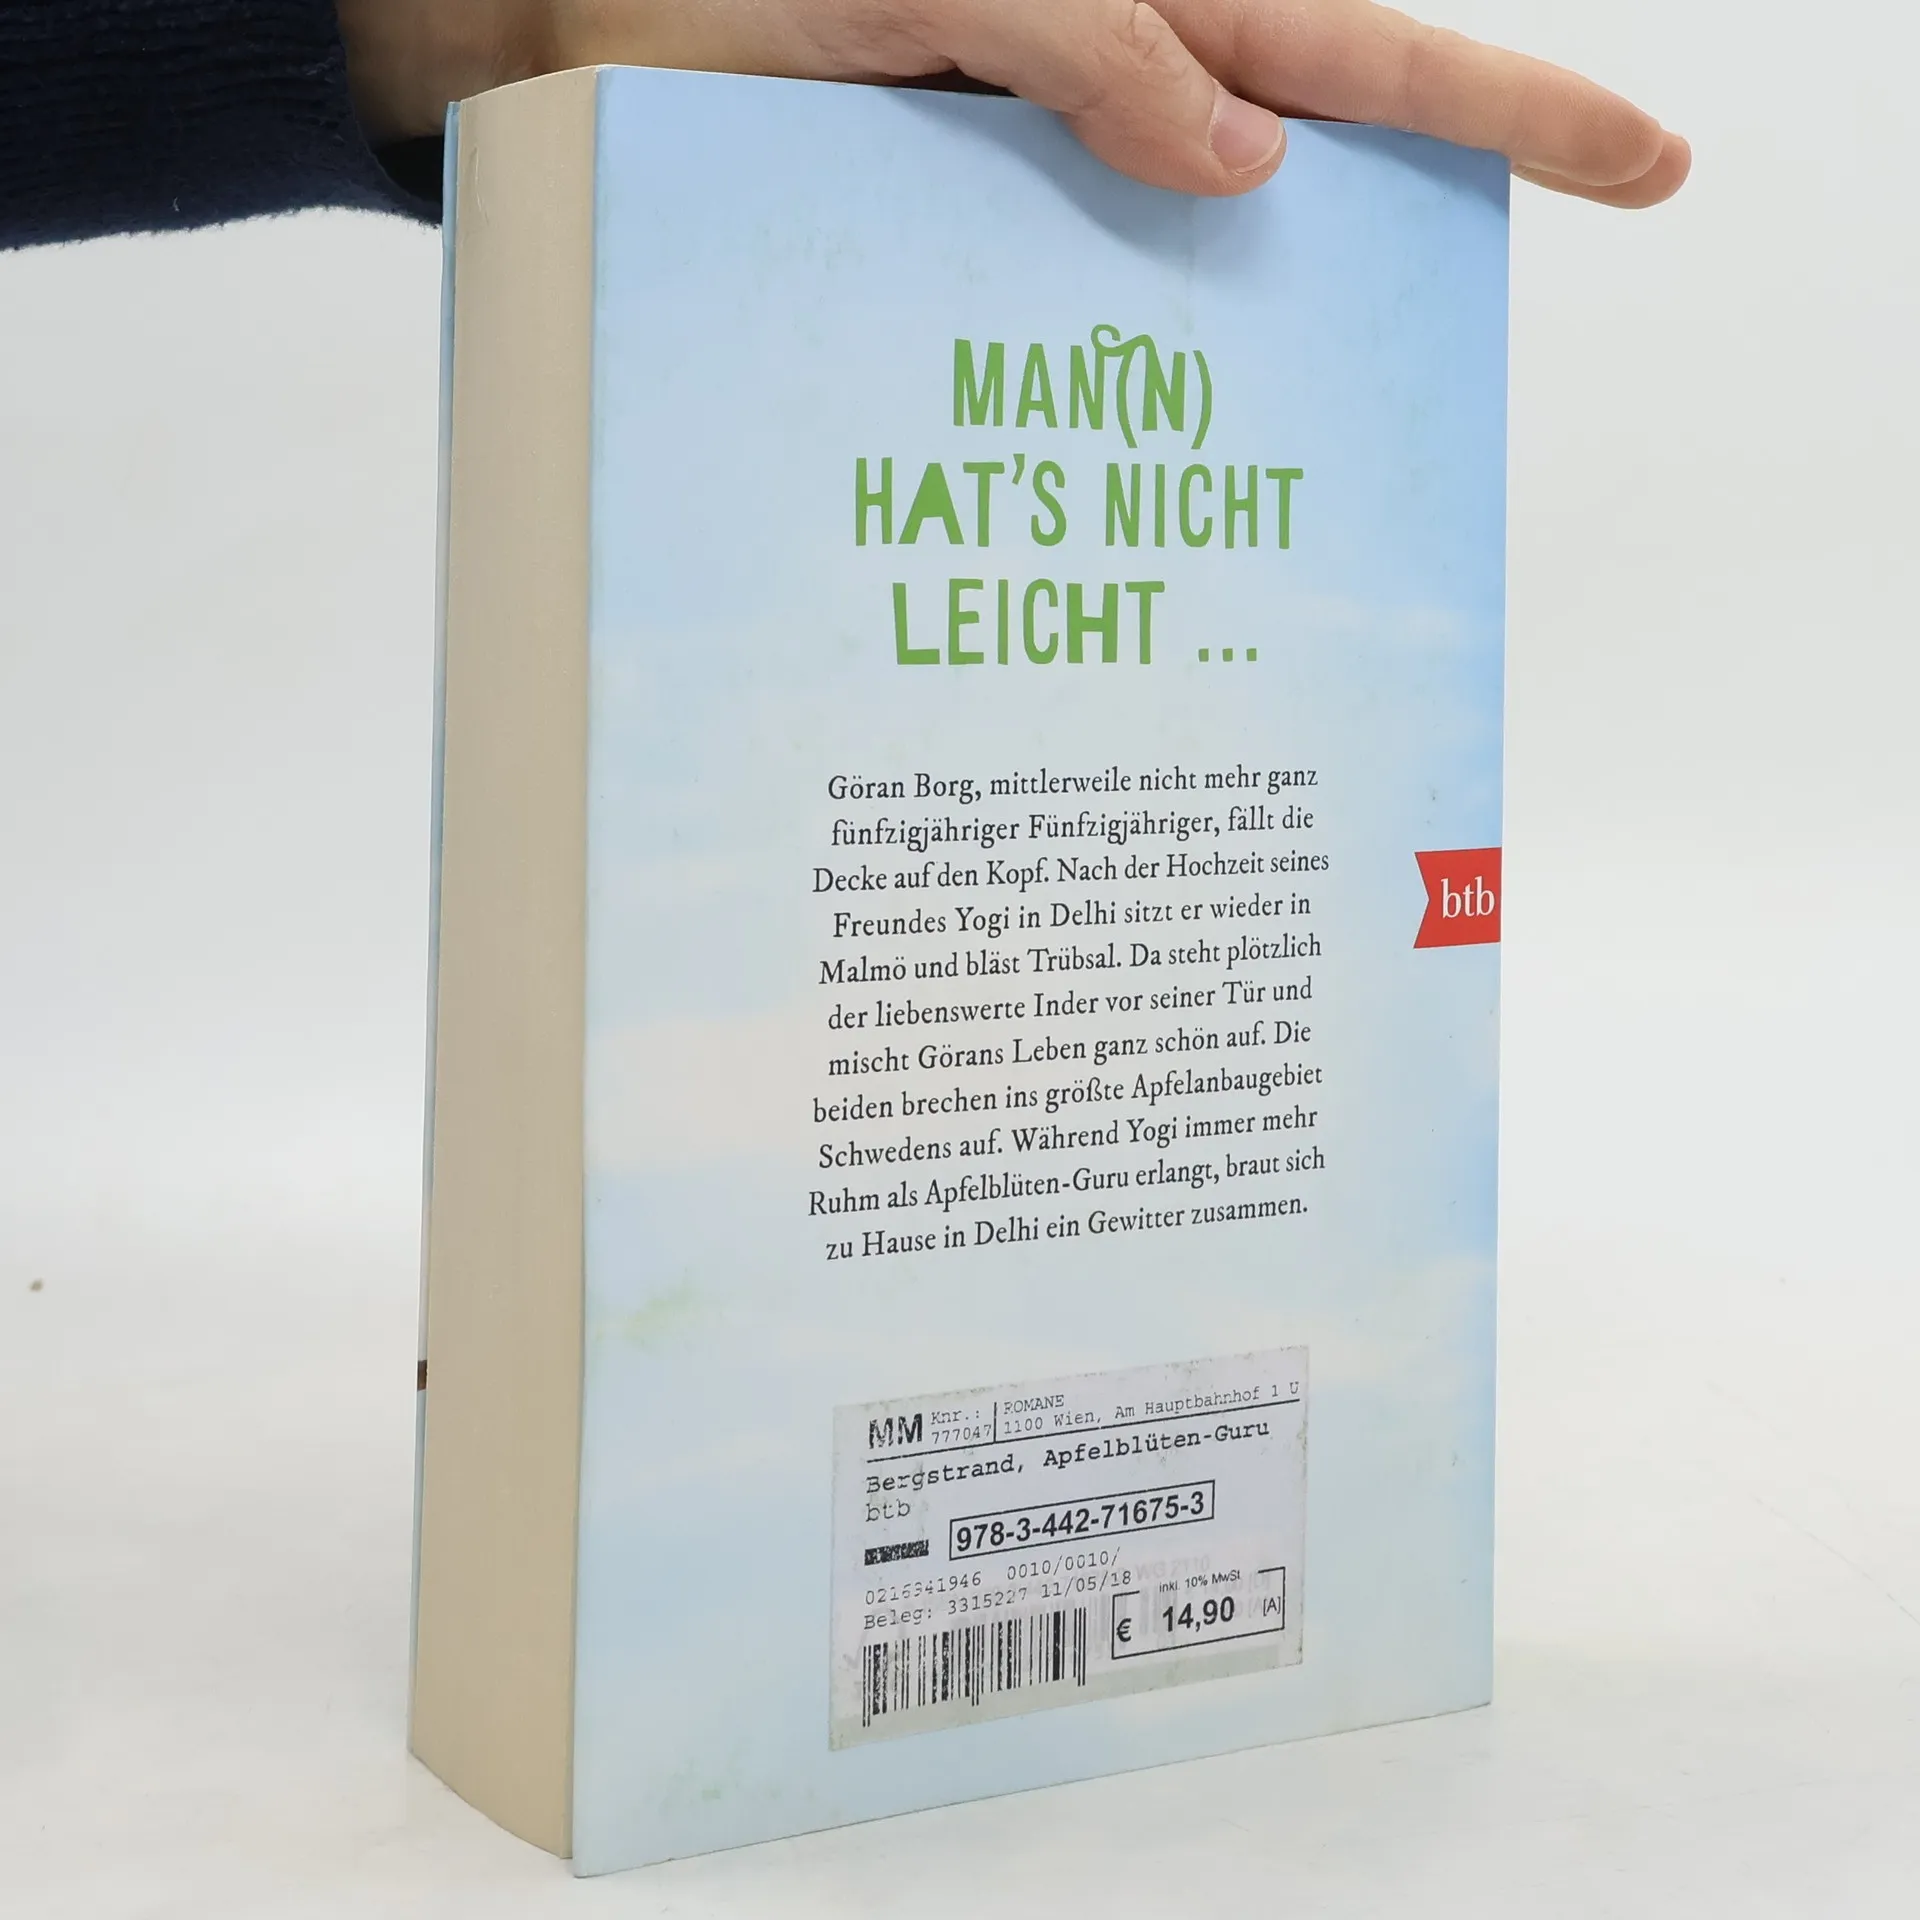 MAN(N)
HAT'S NICHT
LEICHT ...
Göran Borg, mittlerweile nicht mehr ganz
fünfzigjähriger Fünfzigjähriger, fällt die
Decke auf den Kopf. Nach der Hochzeit seines
Freundes Yogi in Delhi sitzt er wieder in
Malmö und bläst Trübsal. Da steht plötzlich
der liebenswerte Inder vor seiner Tür und
mischt Görans Leben ganz schön auf. Die
beiden brechen ins größte Apfelanbaugebiet
Schwedens auf. Während Yogi immer mehr
Ruhm als Apfelblüten-Guru erlangt, braut sich
zu Hause in Delhi ein Gewitter zusammen.
btb
MM Knr.: ROMANE
777047 1100 Wien, Am Hauptbahnhof 1 U
Bergstrand, Apfelblüten-Guru
btb
978-3-442-71675-3
0216341946 0010/0010/
Beleg: 3315227 11/05/18
inkl. 10% MwSt
€ 14,90 [A]